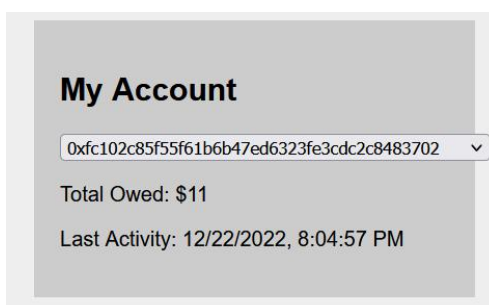 My Account
0xfc102c85f55f61b6b47ed6323fe3cdc2c8483702
Total Owed: $11
Last Activity: 12/22/2022, 8:04:57 PM